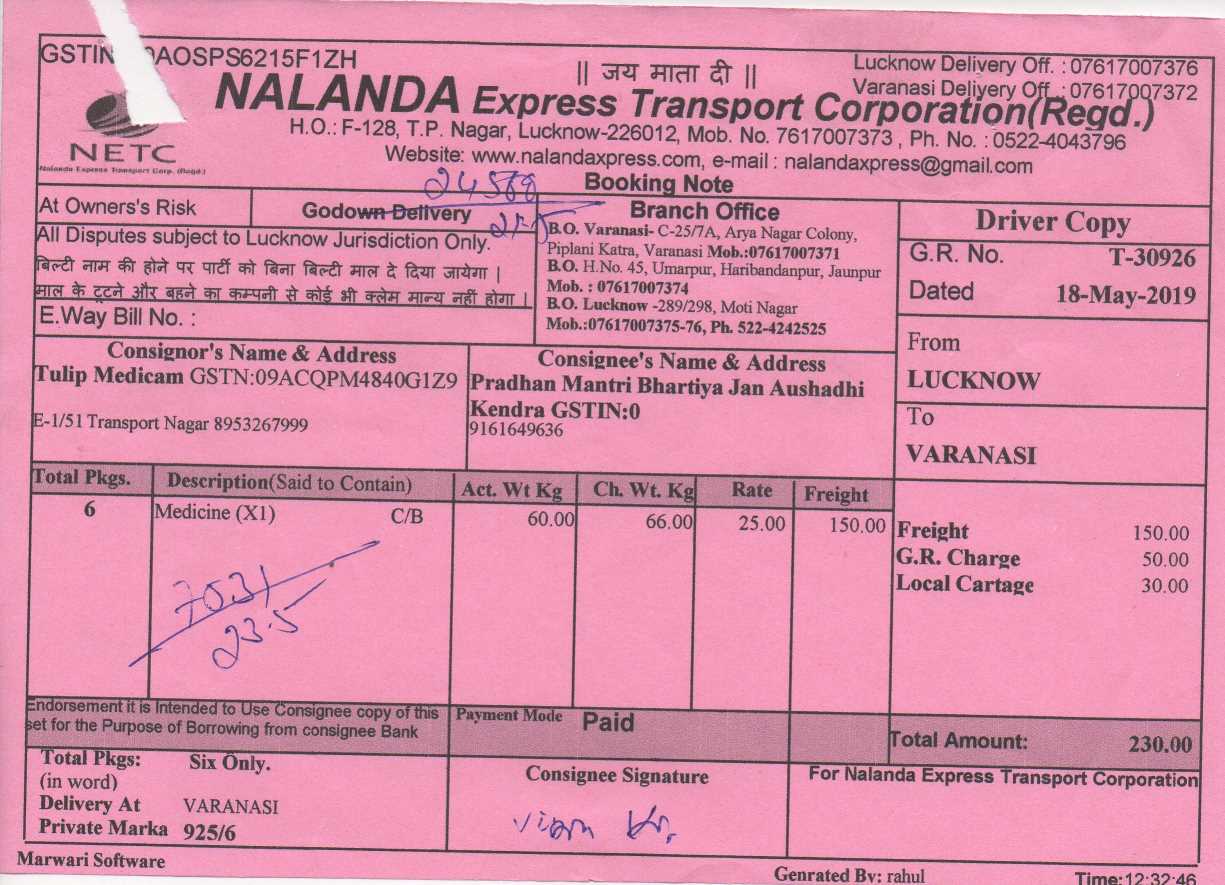 GSTIN AOSPS6215F1ZH
|| जय माता दी ||
Lucknow Delivery Off. : 07617007376
Varanasi Delivery Off. : 07617007372
NALANDA Express Transport Corporation(Regd.)
H.O.: F-128, T.P. Nagar, Lucknow-226012, Mob. No. 7617007373 , Ph. No. : 0522-4043796
NETC
Nalanda Express Transport Corp. (Regd.)
Website: www.nalandaxpress.com, e-mail : nalandaxpress@gmail.com
Booking Note
At Owners's Risk
Godown Delivery
All Disputes subject to Lucknow Jurisdiction Only.
बिल्टी नाम की होने पर पार्टी को बिना बिल्टी माल दे दिया जायेगा |
माल के टूटने और बहने का कम्पनी से कोई भी क्लेम मान्य नहीं होगा |
E.Way Bill No. :
Branch Office
B.O. Varanasi- C-25/7A, Arya Nagar Colony,
Piplani Katra, Varanasi Mob.:07617007371
B.O. H.No. 45, Umarpur, Haribandanpur, Jaunpur
Mob. : 07617007374
B.O. Lucknow -289/298, Moti Nagar
Mob.:07617007375-76, Ph. 522-4242525
Driver Copy
G.R. No. T-30926
Dated 18-May-2019
From
LUCKNOW
To
VARANASI
Consignor's Name & Address
Tulip Medicam GSTN:09ACQPM4840G1Z9
E-1/51 Transport Nagar 8953267999
Consignee's Name & Address
Pradhan Mantri Bhartiya Jan Aushadhi
Kendra GSTIN:0
9161649636
Total Pkgs. Description(Said to Contain) Act. Wt Kg Ch. Wt. Kg Rate Freight
6 Medicine (X1) C/B 60.00 66.00 25.00 150.00
7031
23.5
Freight 150.00
G.R. Charge 50.00
Local Cartage 30.00
Endorsement it is Intended to Use Consignee copy of this
set for the Purpose of Borrowing from consignee Bank
Payment Mode Paid
Total Amount: 230.00
Total Pkgs: Six Only.
(in word)
Delivery At VARANASI
Private Marka 925/6
Consignee Signature
For Nalanda Express Transport Corporation
Marwari Software
Genrated By: rahul
Time:12:32:46